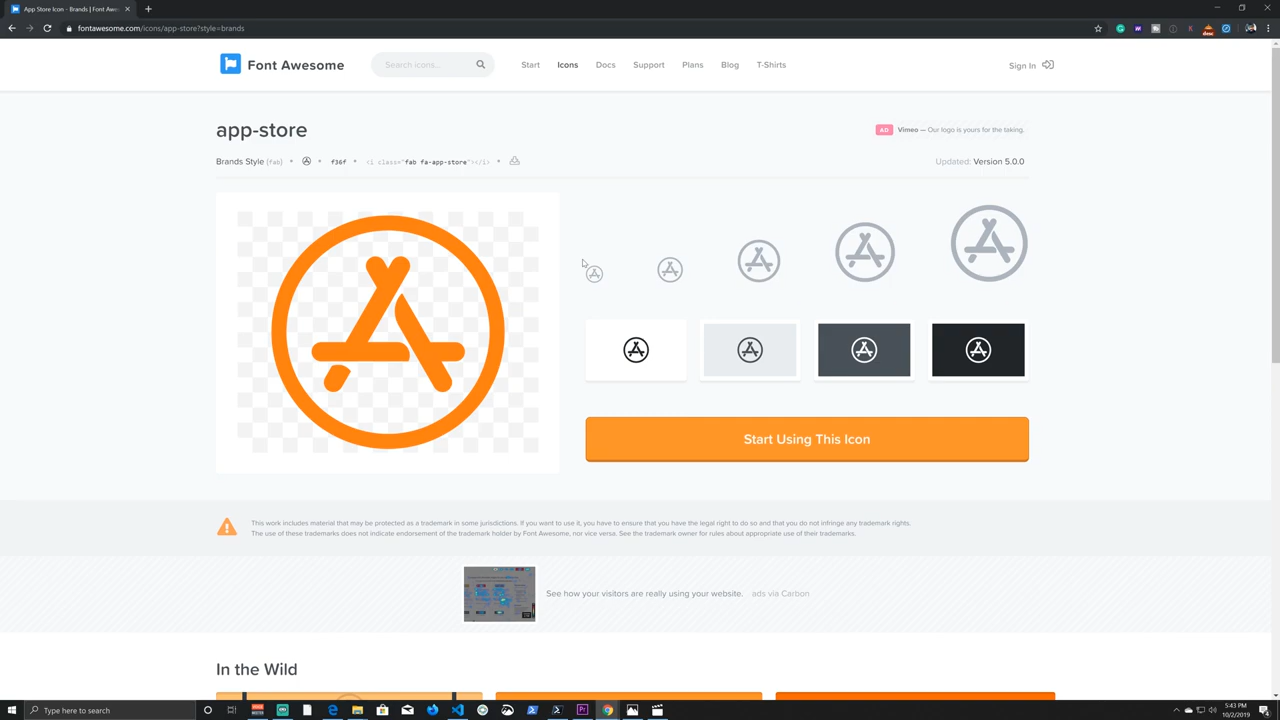 App Store Icon - Brands | Font Awes
fontawesome.com/icons/app-store?style=brands
desc
Font Awesome
Search icons...
Start
Icons
Docs
Support
Plans
Blog
T-Shirts
Sign In
app-store
AD
Vimeo — Our logo is yours for the taking.
Brands Style (fab)
f36f
<i class="fab fa-app-store"></i>
Updated: Version 5.0.0
Start Using This Icon
This work includes material that may be protected as a trademark in some jurisdictions. If you want to use it, you have to ensure that you have the legal right to do so and that you do not infringe any trademark rights.
The use of these trademarks does not indicate endorsement of the trademark holder by Font Awesome, nor vice versa. See the trademark owner for rules about appropriate use of their trademarks.
See how your visitors are really using your website.
ads via Carbon
In the Wild
Type here to search
Pr
5:43 PM
10/2/2019